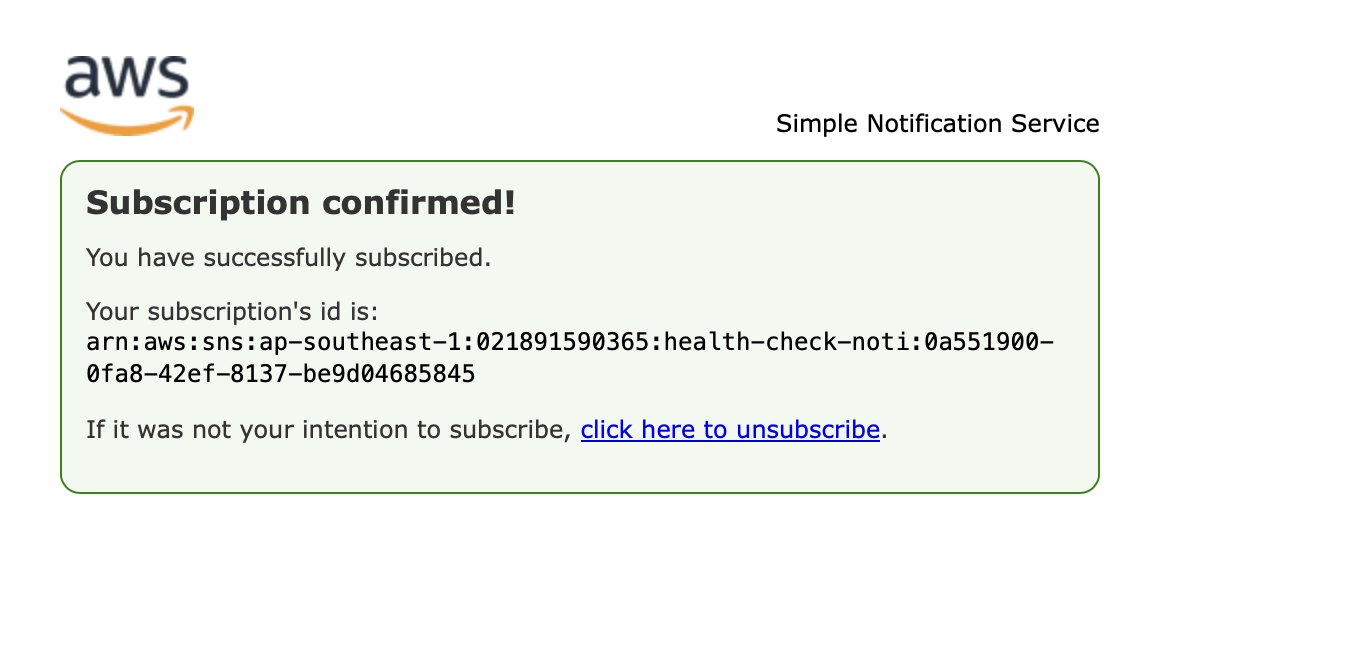 aws
Simple Notification Service
Subscription confirmed!
You have successfully subscribed.
Your subscription's id is:
arn:aws:sns:ap-southeast-1:021891590365:health-check-noti:0a551900-
0fa8-42ef-8137-be9d04685845
If it was not your intention to subscribe, click here to unsubscribe.